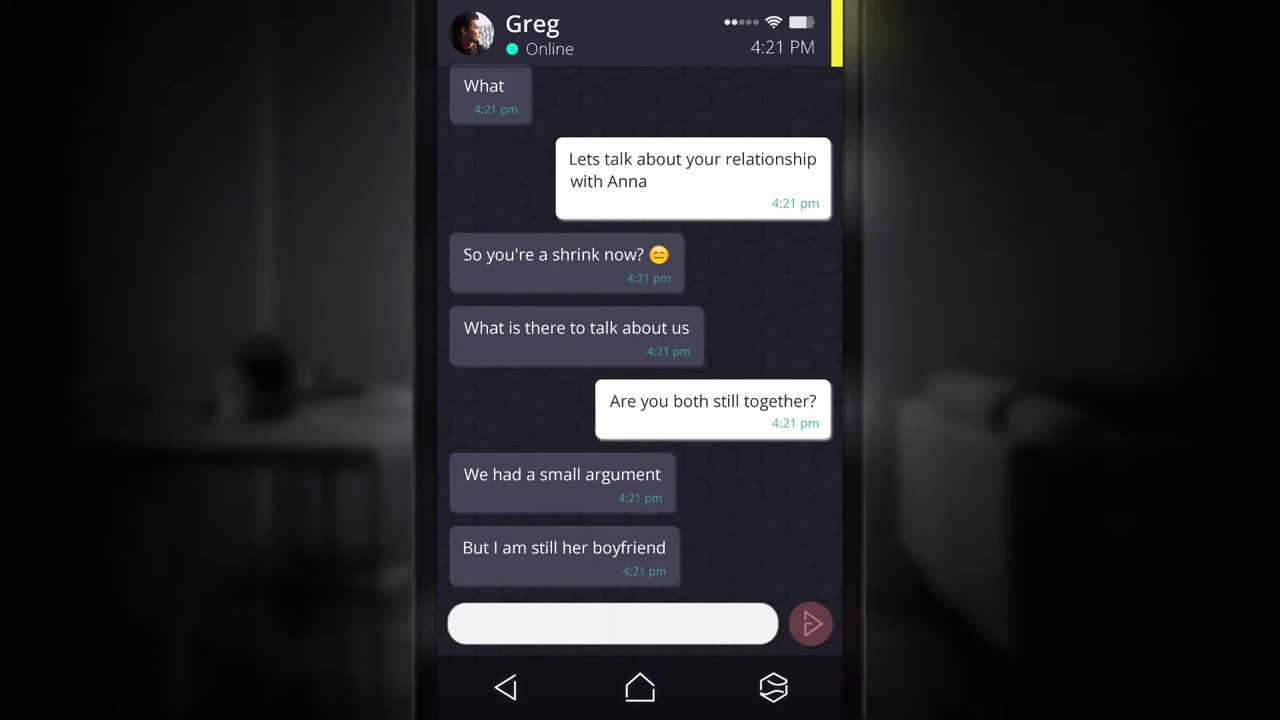 Greg
Online
4:21 PM
What
4:21 pm
Lets talk about your relationship
with Anna
4:21 pm
So you're a shrink now? 😑
4:21 pm
What is there to talk about us
4:21 pm
Are you both still together?
4:21 pm
We had a small argument
4:21 pm
But I am still her boyfriend
4:21 pm